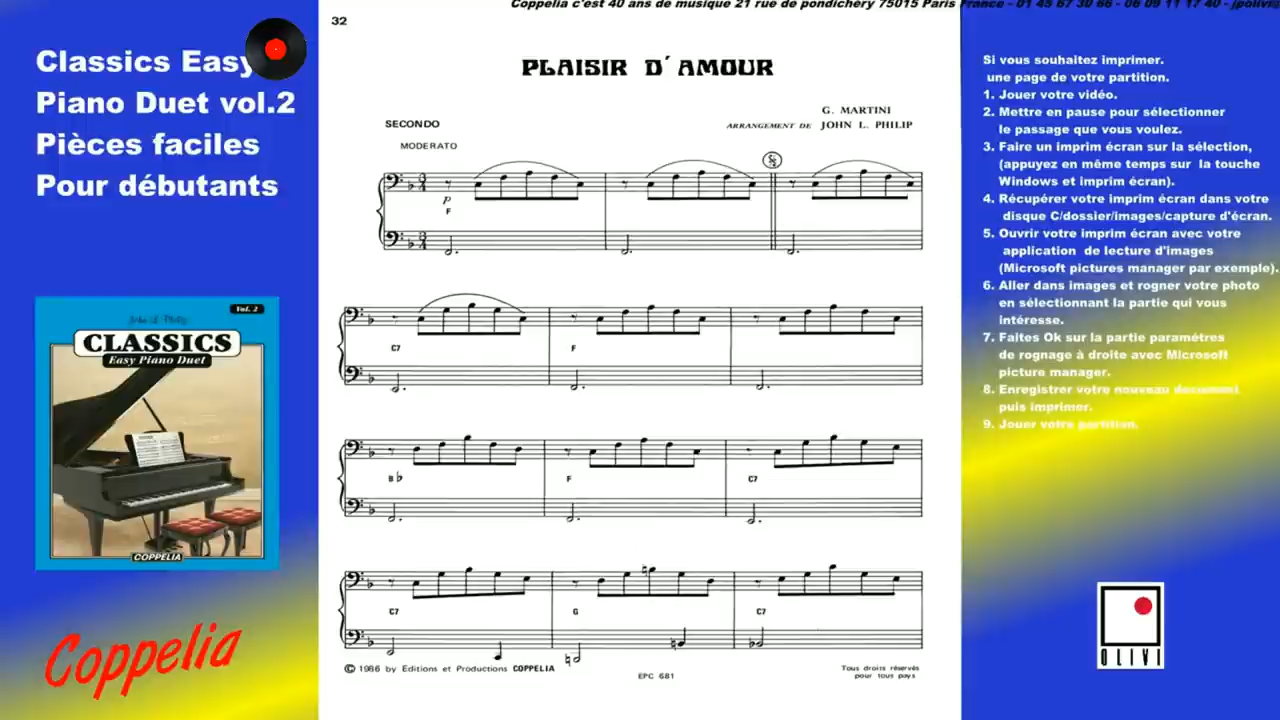 Coppelia c'est 40 ans de musique 21 rue de pondichéry 75015 Paris France - 01 45 67 30 66 - 06 09 11 17 40 -
Classics Easy
Piano Duet vol.2
Pièces faciles
Pour débutants
Vol. 2
CLASSICS
Easy Piano Duet
COPPELIA
Coppelia
32
PLAISIR D'AMOUR
G. MARTINI
SECONDO
ARRANGEMENT DE JOHN L. PHILIP
MODERATO
p
F
C7
F
B♭
F
C7
C7
G
C7
© 1986 by Editions et Productions COPPELIA
EPC 681
Tous droits réservés
pour tous pays
Si vous souhaitez imprimer.
une page de votre partition.
1. Jouer votre vidéo.
2. Mettre en pause pour sélectionner
le passage que vous voulez.
3. Faire un imprim écran sur la sélection,
(appuyez en même temps sur la touche
Windows et imprim écran).
4. Récupérer votre imprim écran dans votre
disque C/dossier/images/capture d'écran.
5. Ouvrir votre imprim écran avec votre
application de lecture d'images
(Microsoft pictures manager par exemple).
6. Aller dans images et rogner votre photo
en sélectionnant la partie qui vous
intéresse.
7. Faites Ok sur la partie paramètres
de rognage à droite avec Microsoft
picture manager.
8. Enregistrer votre nouveau document
puis imprimer.
9. Jouer votre partition.
OLIVI